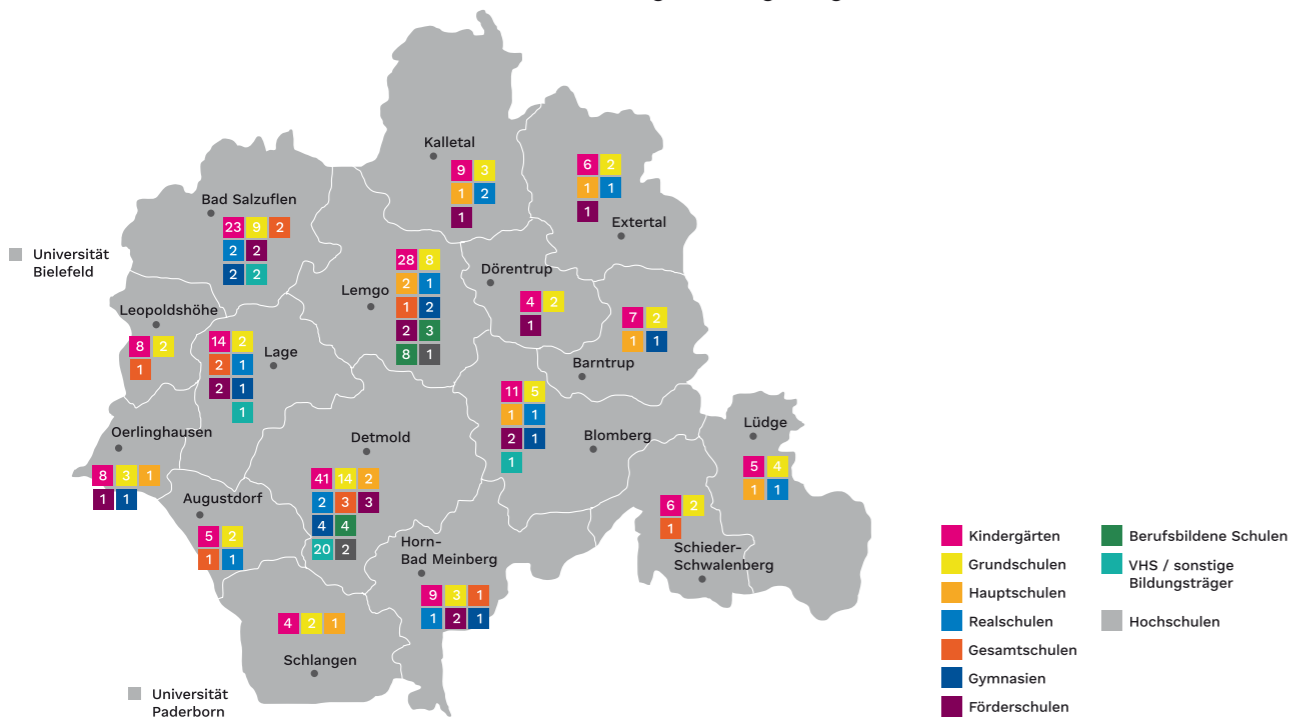 Kalletal
9 3
1 2
1
6 2
1 1
1
Extertal
Bad Salzuflen
23 9 2
2 2
2 2
Universität
Bielefeld
Lemgo
28 8
2 1
1 2
2 3
8 1
Dörentrup
4 2
1
7 2
1 1
Barntrup
Leopoldshöhe
8 2
1
14 2
2 1
2 1
1
Lage
11 5
1 1
2 1
1
Blomberg
Lüdge
5 4
1 1
Oerlinghausen
8 3 1
1 1
Detmold
41 14 2
2 3 3
4 4
20 2
Augustdorf
5 2
1 1
6 2
1
Schieder-
Schwalenberg
Horn-
Bad Meinberg
9 3 1
1 2 1
4 2 1
Schlangen
Universität
Paderborn
Kindergärten
Grundschulen
Hauptschulen
Realschulen
Gesamtschulen
Gymnasien
Förderschulen
Berufsbildene Schulen
VHS / sonstige
Bildungsträger
Hochschulen